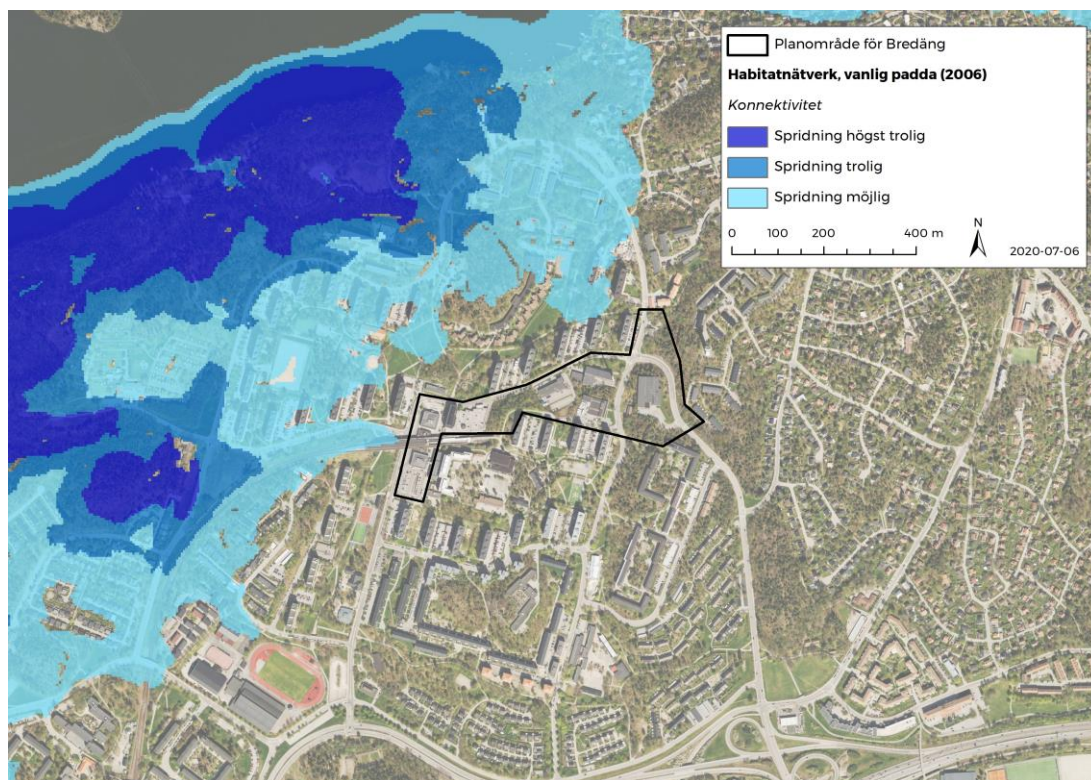 Planområde för Bredäng
Habitatnätverk, vanlig padda (2006)
Konnektivitet
Spridning högst trolig
Spridning trolig
Spridning möjlig
0 100 200 400 m
N
2020-07-06